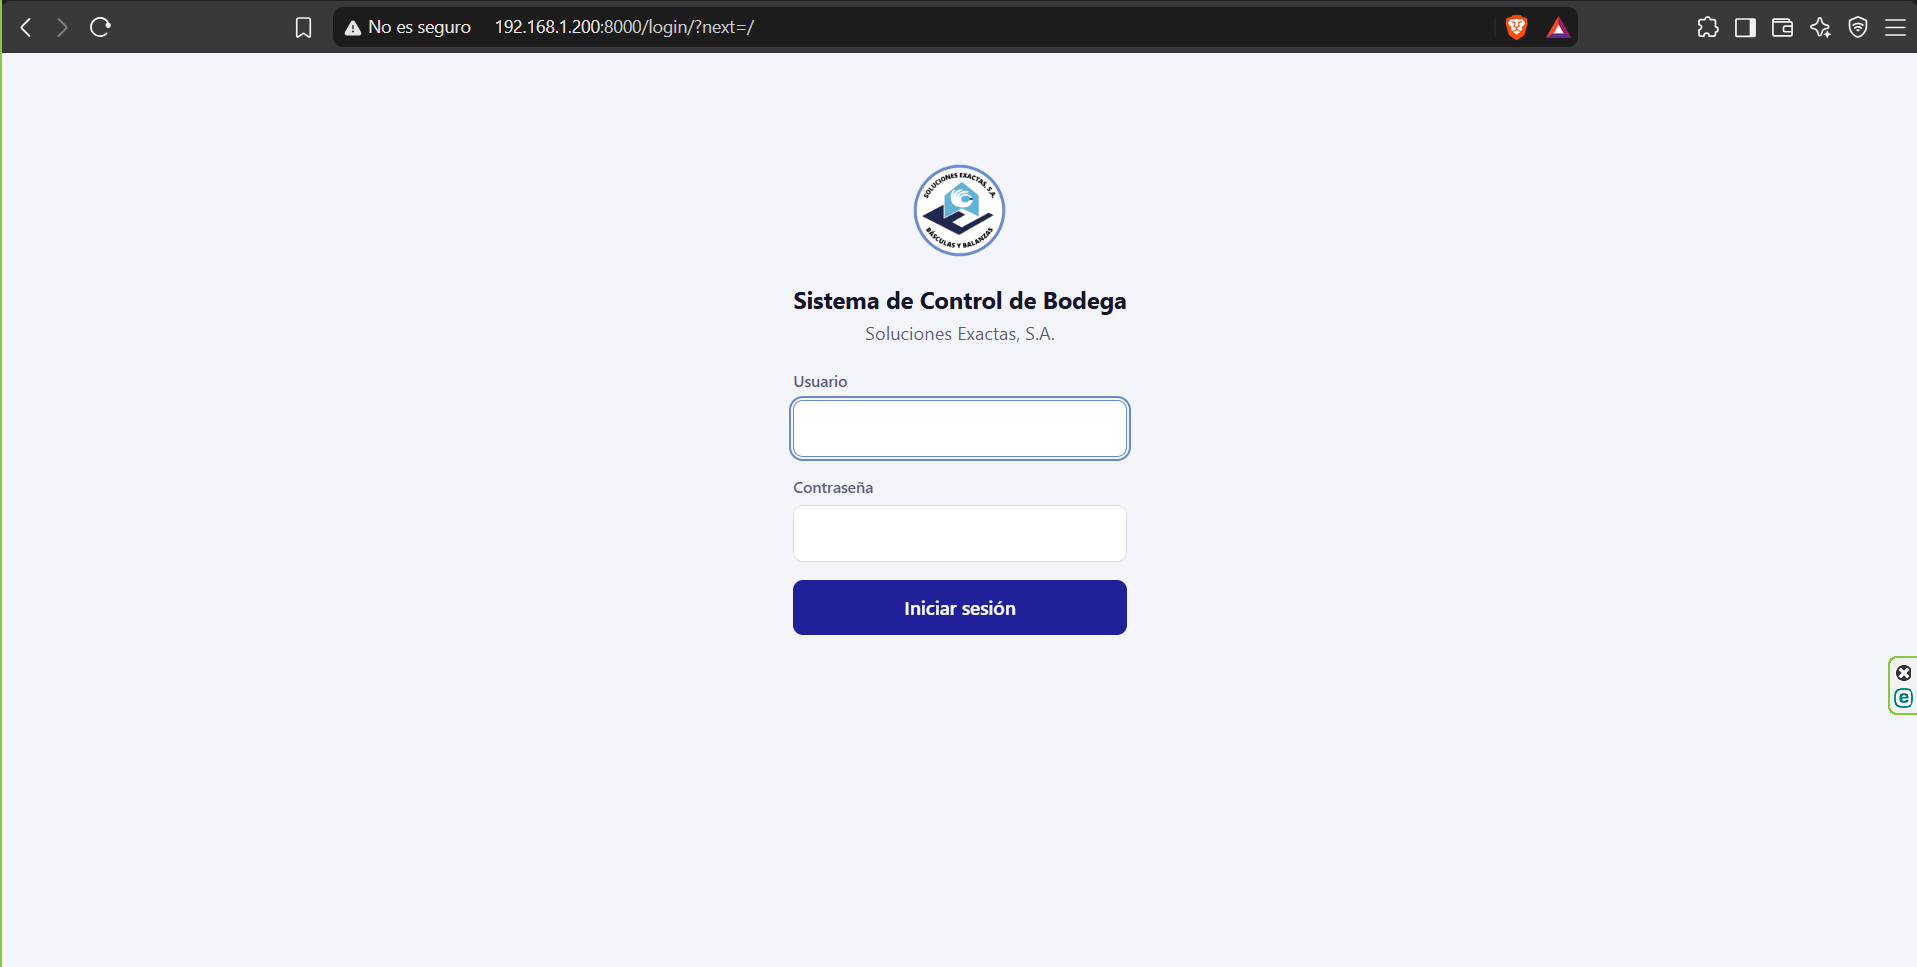 No es seguro 192.168.1.200:8000/login/?next=/
SOLUCIONES EXACTAS, S.A.
BÁSCULAS Y BALANZAS
Sistema de Control de Bodega
Soluciones Exactas, S.A.
Usuario
Contraseña
Iniciar sesión